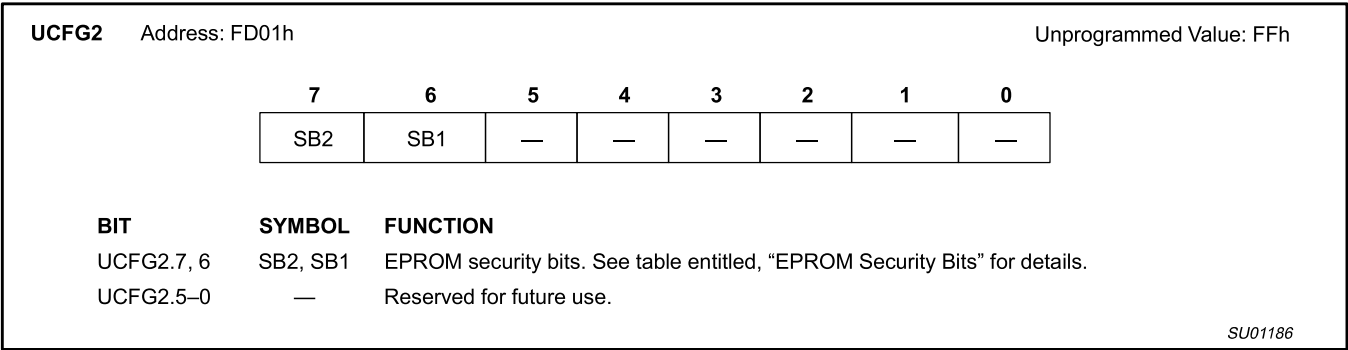 UCFG2 Address: FD01h Unprogrammed Value: FFh
7 6 5 4 3 2 1 0
SB2 SB1 — — — — — —
BIT SYMBOL FUNCTION
UCFG2.7, 6 SB2, SB1 EPROM security bits. See table entitled, “EPROM Security Bits” for details.
UCFG2.5–0 — Reserved for future use.
SU01186